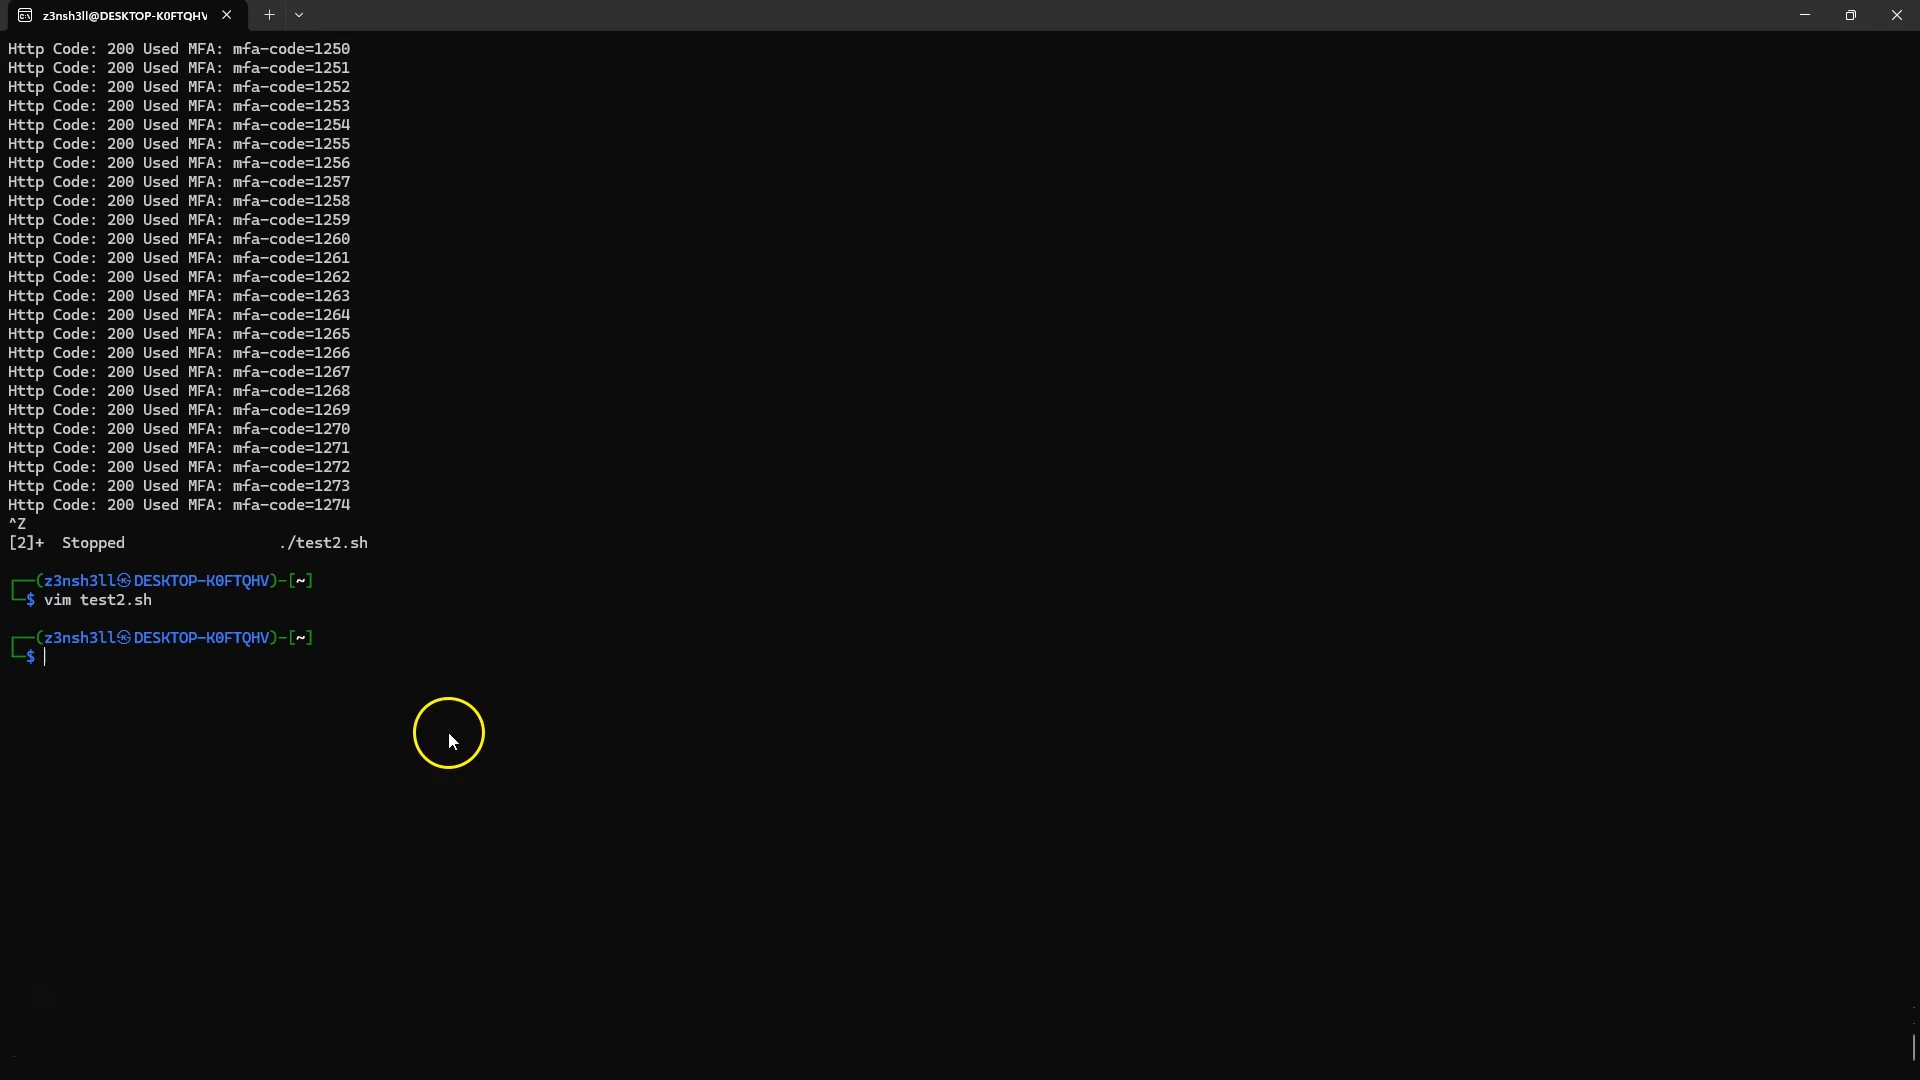 z3nsh3ll@DESKTOP-K0FTQHV
Http Code: 200 Used MFA: mfa-code=1250
Http Code: 200 Used MFA: mfa-code=1251
Http Code: 200 Used MFA: mfa-code=1252
Http Code: 200 Used MFA: mfa-code=1253
Http Code: 200 Used MFA: mfa-code=1254
Http Code: 200 Used MFA: mfa-code=1255
Http Code: 200 Used MFA: mfa-code=1256
Http Code: 200 Used MFA: mfa-code=1257
Http Code: 200 Used MFA: mfa-code=1258
Http Code: 200 Used MFA: mfa-code=1259
Http Code: 200 Used MFA: mfa-code=1260
Http Code: 200 Used MFA: mfa-code=1261
Http Code: 200 Used MFA: mfa-code=1262
Http Code: 200 Used MFA: mfa-code=1263
Http Code: 200 Used MFA: mfa-code=1264
Http Code: 200 Used MFA: mfa-code=1265
Http Code: 200 Used MFA: mfa-code=1266
Http Code: 200 Used MFA: mfa-code=1267
Http Code: 200 Used MFA: mfa-code=1268
Http Code: 200 Used MFA: mfa-code=1269
Http Code: 200 Used MFA: mfa-code=1270
Http Code: 200 Used MFA: mfa-code=1271
Http Code: 200 Used MFA: mfa-code=1272
Http Code: 200 Used MFA: mfa-code=1273
Http Code: 200 Used MFA: mfa-code=1274
^Z
[2]+  Stopped                 ./test2.sh
┌──(z3nsh3ll㉿DESKTOP-K0FTQHV)-[~]
└─$ vim test2.sh
┌──(z3nsh3ll㉿DESKTOP-K0FTQHV)-[~]
└─$